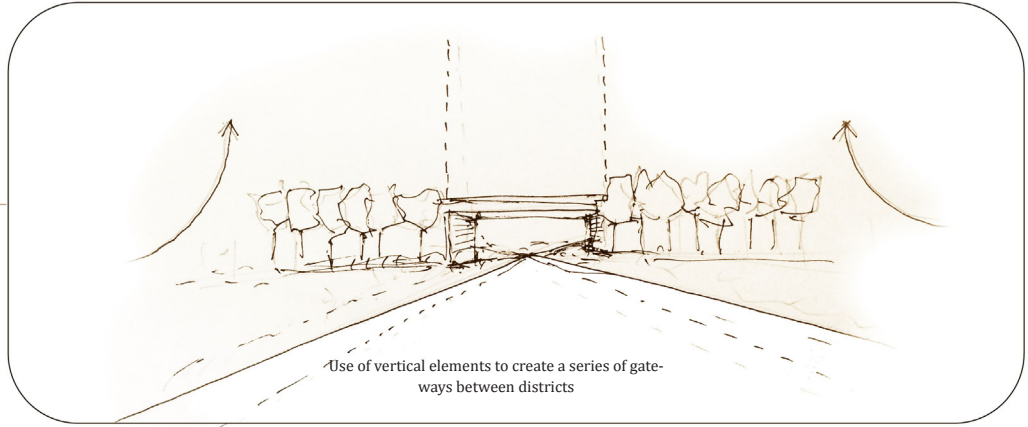 Use of vertical elements to create a series of gate-
ways between districts